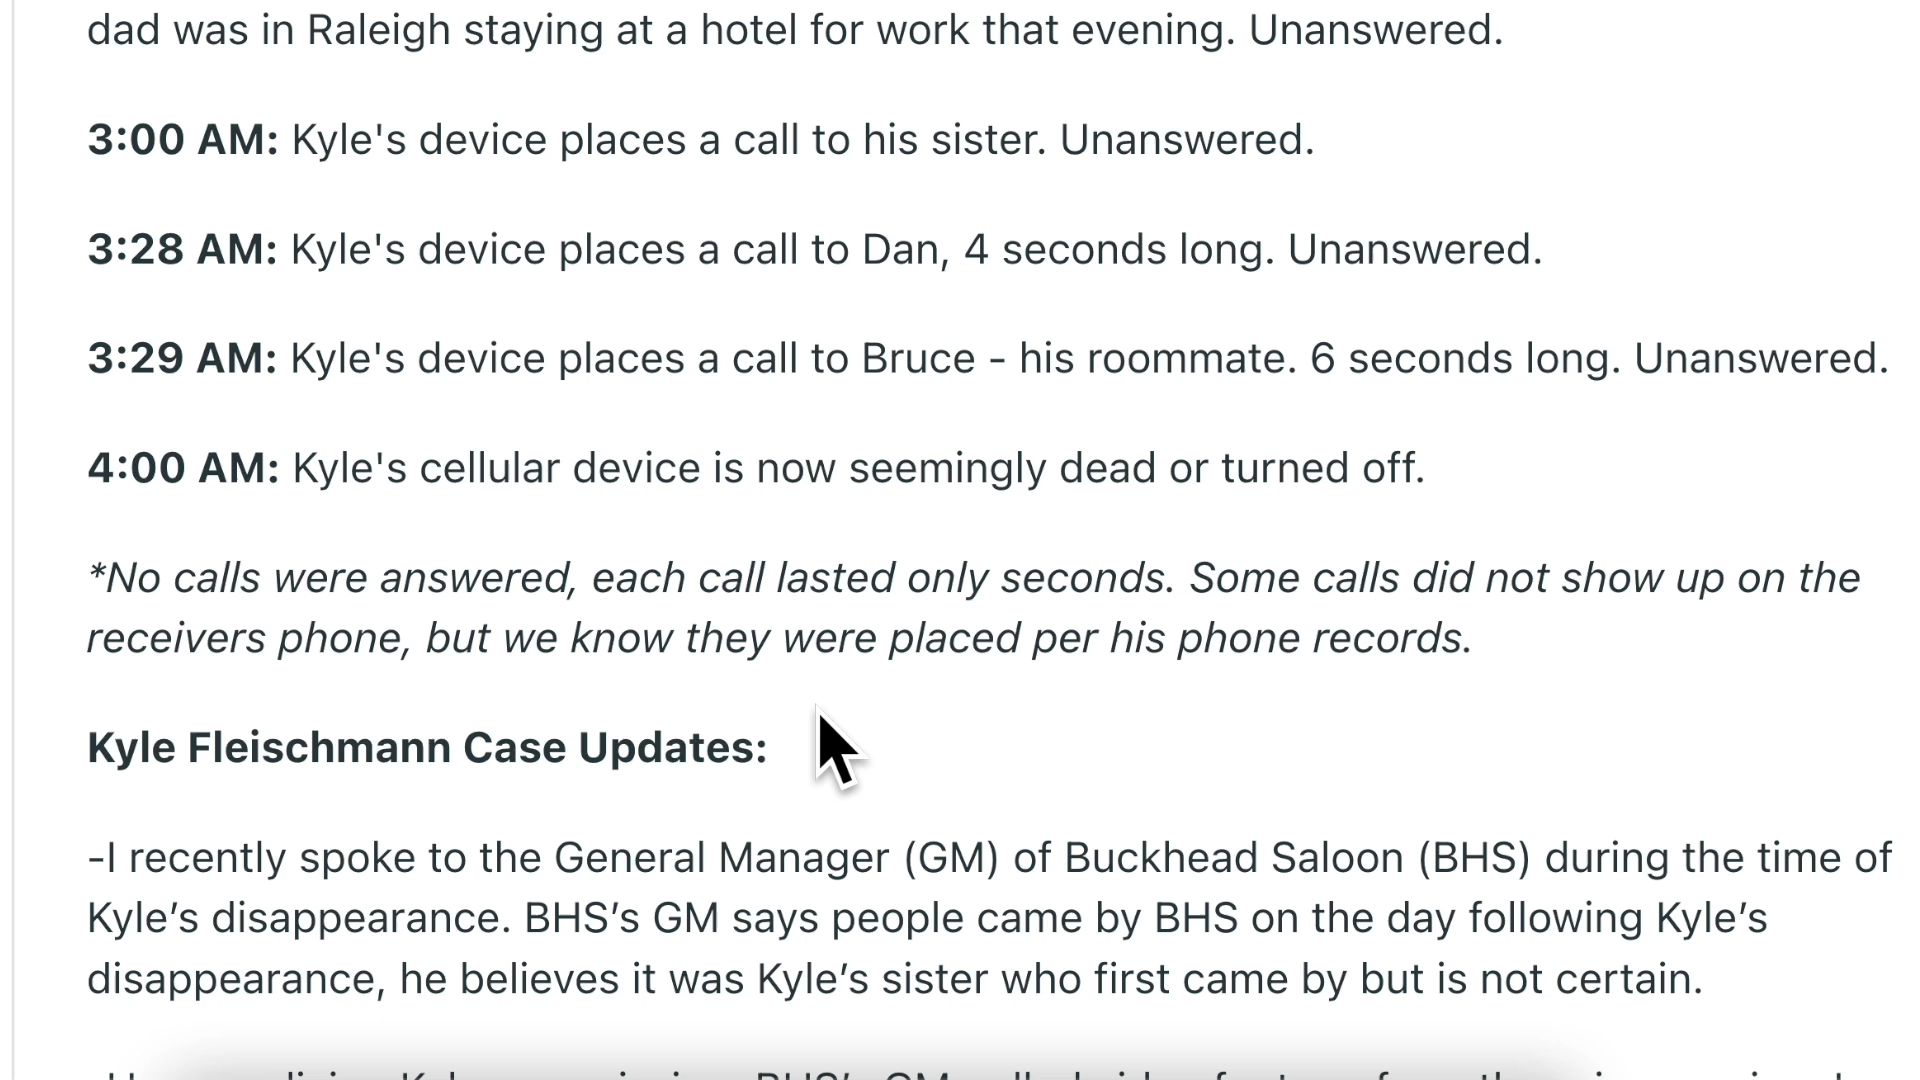 dad was in Raleigh staying at a hotel for work that evening. Unanswered.
3:00 AM: Kyle's device places a call to his sister. Unanswered.
3:28 AM: Kyle's device places a call to Dan, 4 seconds long. Unanswered.
3:29 AM: Kyle's device places a call to Bruce - his roommate. 6 seconds long. Unanswered.
4:00 AM: Kyle's cellular device is now seemingly dead or turned off.
*No calls were answered, each call lasted only seconds. Some calls did not show up on the
receivers phone, but we know they were placed per his phone records.
Kyle Fleischmann Case Updates:
-I recently spoke to the General Manager (GM) of Buckhead Saloon (BHS) during the time of
Kyle’s disappearance. BHS’s GM says people came by BHS on the day following Kyle’s
disappearance, he believes it was Kyle’s sister who first came by but is not certain.